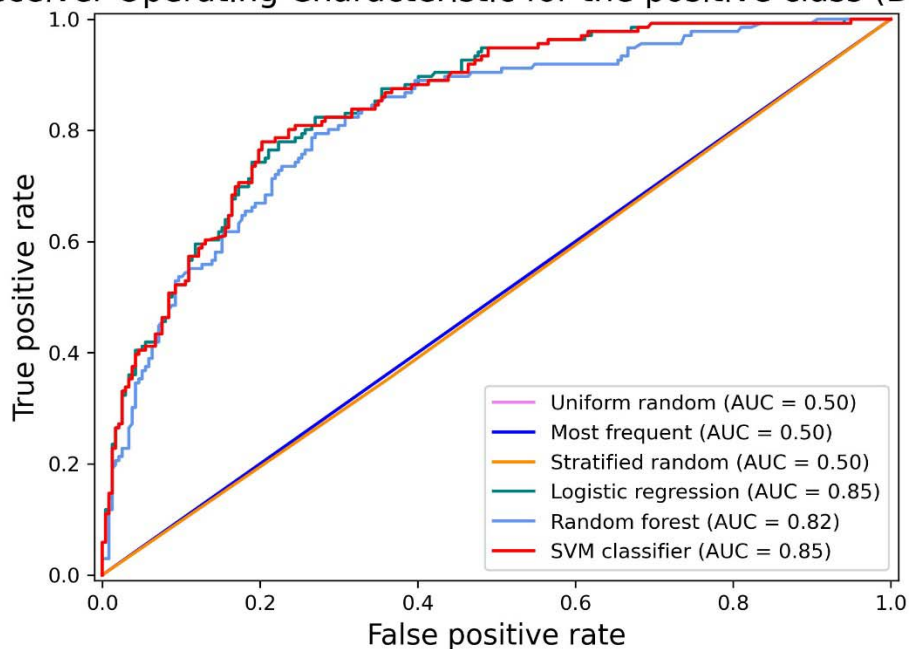 Operating Characteristic for the positive class
1.0
0.8
0.6
0.4
0.2
0.0
True positive rate
Uniform random (AUC = 0.50)
Most frequent (AUC = 0.50)
Stratified random (AUC = 0.50)
Logistic regression (AUC = 0.85)
Random forest (AUC = 0.82)
SVM classifier (AUC = 0.85)
0.0 0.2 0.4 0.6 0.8 1.0
False positive rate